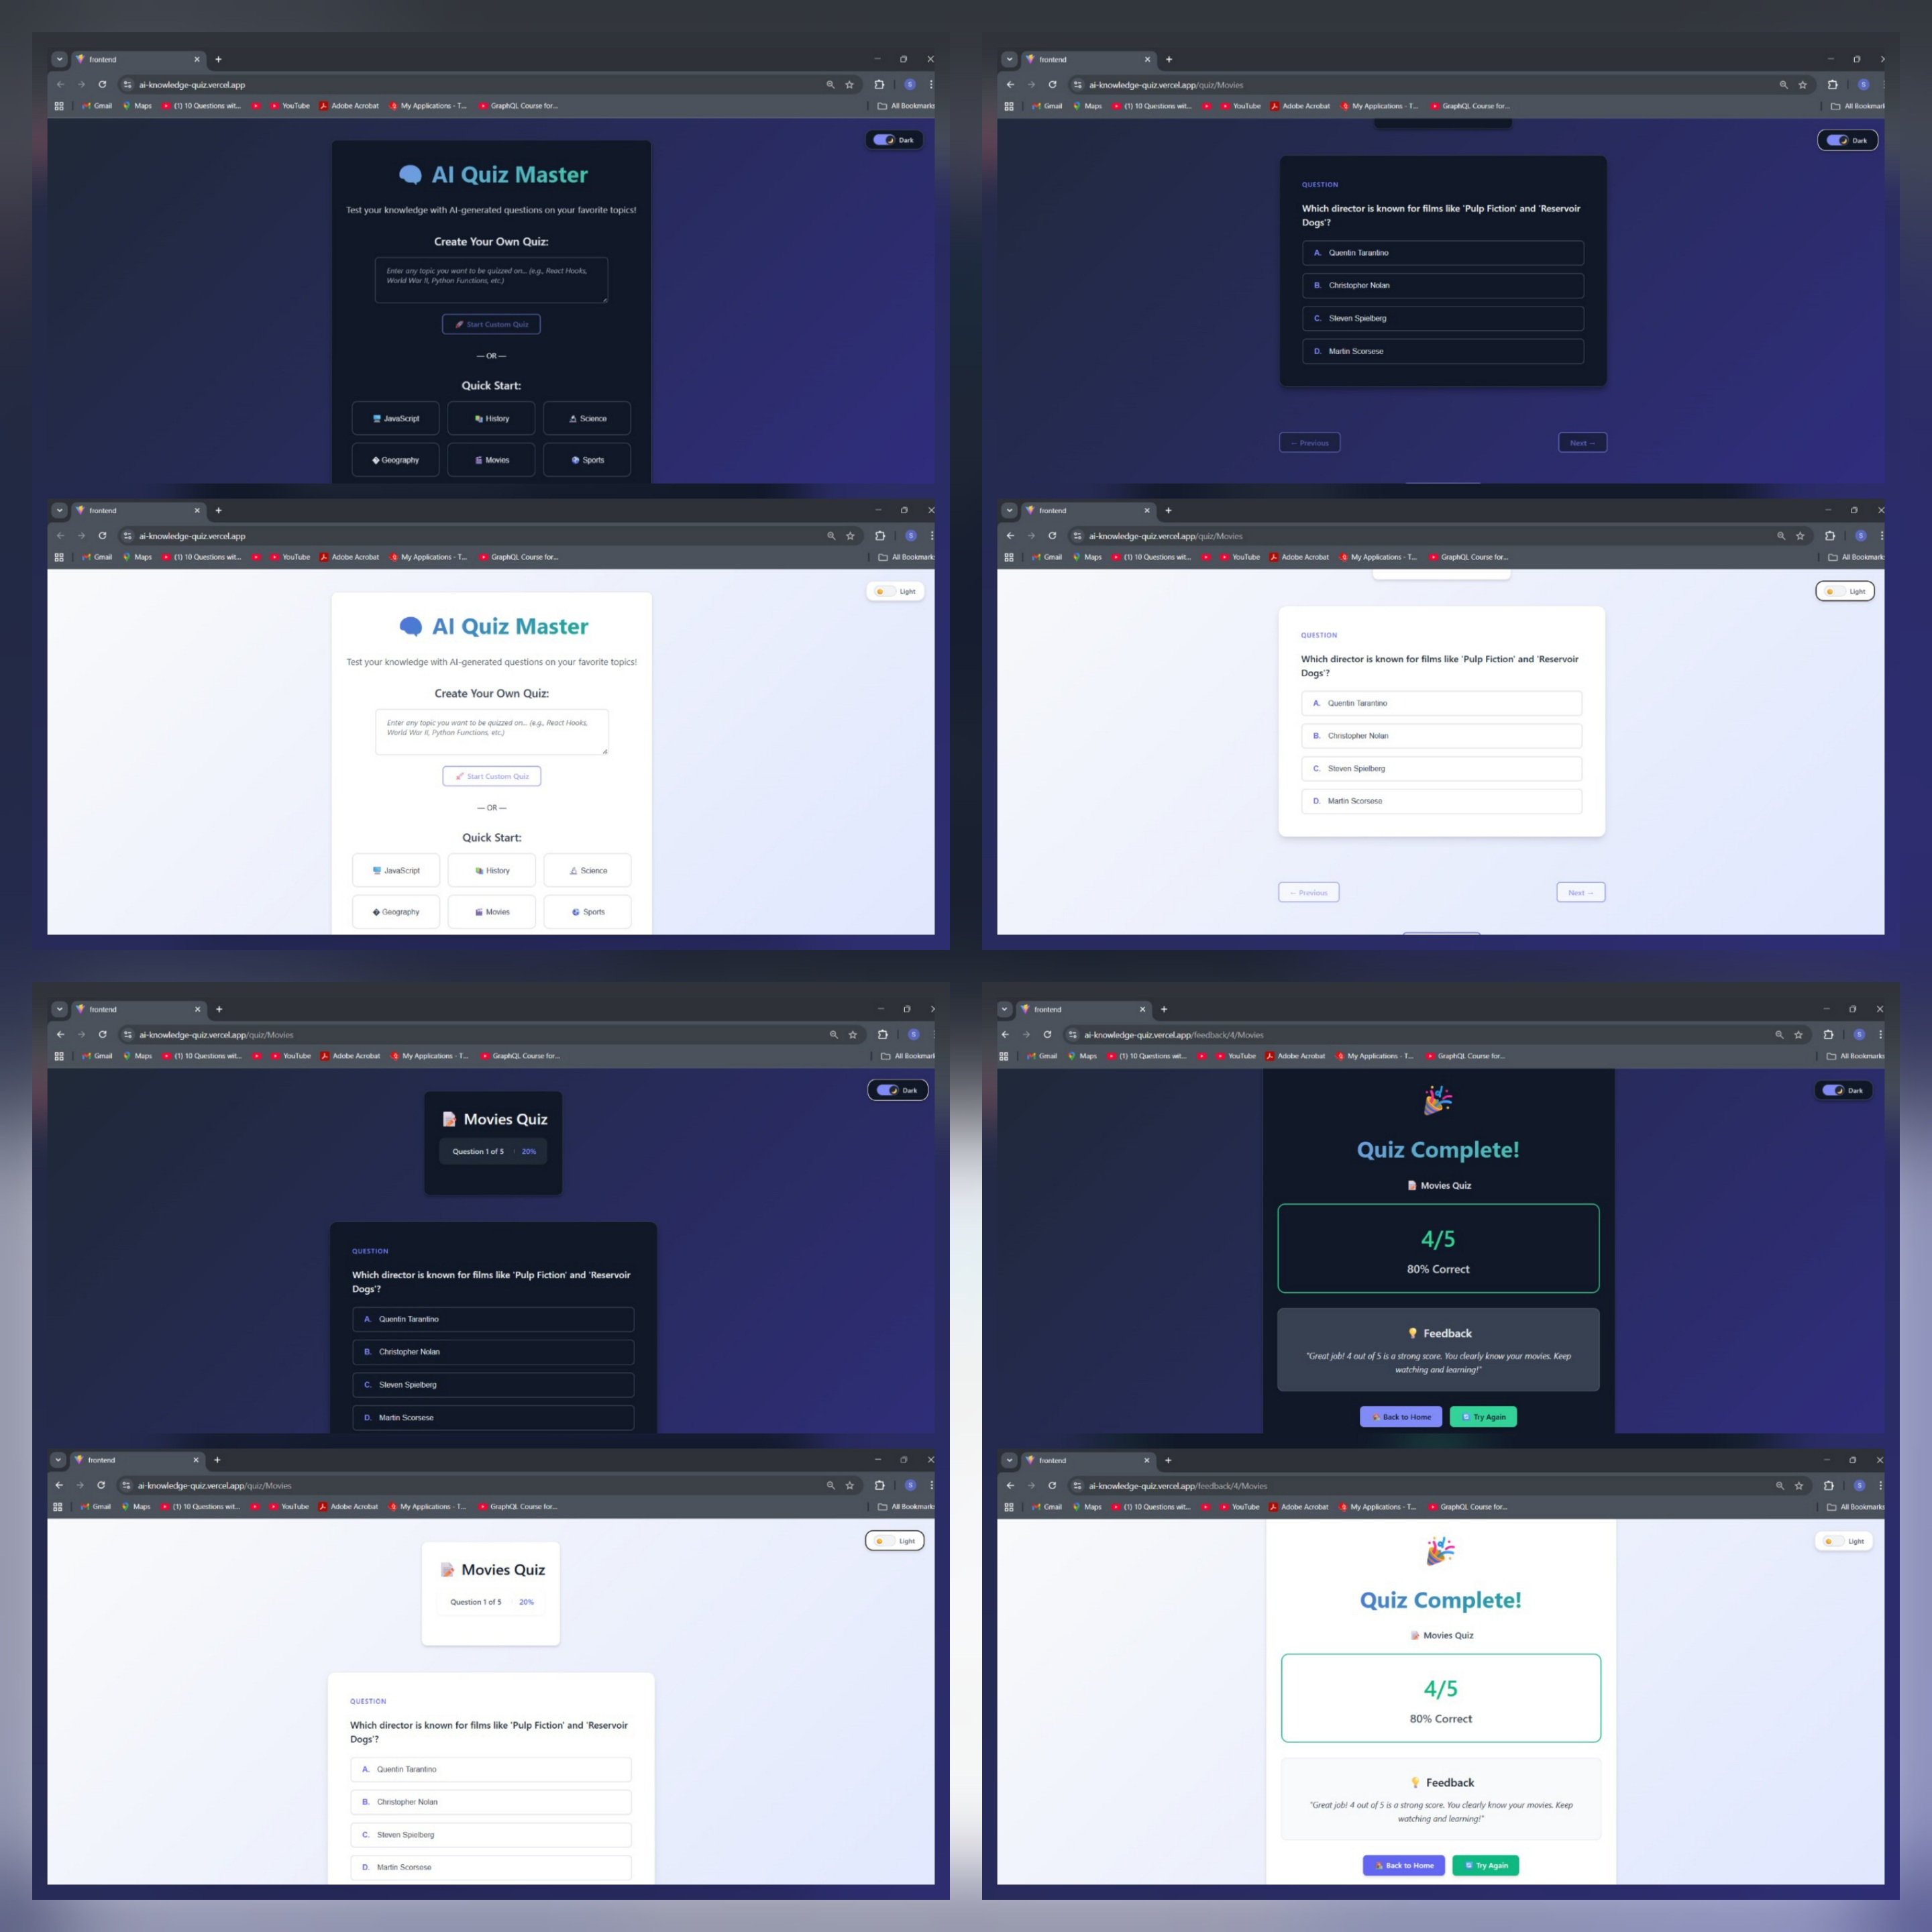 frontend
ai-knowledge-quiz.vercel.app
Gmail Maps (1) 10 Questions wit... YouTube Adobe Acrobat My Applications - T... GraphQL Course for... All Bookmarks
Dark
AI Quiz Master
Test your knowledge with AI-generated questions on your favorite topics!
Create Your Own Quiz:
Enter any topic you want to be quizzed on... (e.g., React Hooks,
World War II, Python Functions, etc.)
Start Custom Quiz
— OR —
Quick Start:
JavaScript History Science
Geography Movies Sports
frontend
ai-knowledge-quiz.vercel.app
Gmail Maps (1) 10 Questions wit... YouTube Adobe Acrobat My Applications - T... GraphQL Course for... All Bookmarks
Light
AI Quiz Master
Test your knowledge with AI-generated questions on your favorite topics!
Create Your Own Quiz:
Enter any topic you want to be quizzed on... (e.g., React Hooks,
World War II, Python Functions, etc.)
Start Custom Quiz
— OR —
Quick Start:
JavaScript History Science
Geography Movies Sports
frontend
ai-knowledge-quiz.vercel.app/quiz/Movies
Gmail Maps (1) 10 Questions wit... YouTube Adobe Acrobat My Applications - T... GraphQL Course for... All Bookmark
Dark
QUESTION
Which director is known for films like 'Pulp Fiction' and 'Reservoir
Dogs'?
A. Quentin Tarantino
B. Christopher Nolan
C. Steven Spielberg
D. Martin Scorsese
← Previous Next →
frontend
ai-knowledge-quiz.vercel.app/quiz/Movies
Gmail Maps (1) 10 Questions wit... YouTube Adobe Acrobat My Applications - T... GraphQL Course for... All Bookmark
Light
QUESTION
Which director is known for films like 'Pulp Fiction' and 'Reservoir
Dogs'?
A. Quentin Tarantino
B. Christopher Nolan
C. Steven Spielberg
D. Martin Scorsese
← Previous Next →
frontend
ai-knowledge-quiz.vercel.app/quiz/Movies
Gmail Maps (1) 10 Questions wit... YouTube Adobe Acrobat My Applications - T... GraphQL Course for... All Bookmark
Dark
Movies Quiz
Question 1 of 5 20%
QUESTION
Which director is known for films like 'Pulp Fiction' and 'Reservoir
Dogs'?
A. Quentin Tarantino
B. Christopher Nolan
C. Steven Spielberg
D. Martin Scorsese
frontend
ai-knowledge-quiz.vercel.app/quiz/Movies
Gmail Maps (1) 10 Questions wit... YouTube Adobe Acrobat My Applications - T... GraphQL Course for... All Bookmarks
Light
Movies Quiz
Question 1 of 5 20%
QUESTION
Which director is known for films like 'Pulp Fiction' and 'Reservoir
Dogs'?
A. Quentin Tarantino
B. Christopher Nolan
C. Steven Spielberg
D. Martin Scorsese
frontend
ai-knowledge-quiz.vercel.app/feedback/4/Movies
Gmail Maps (1) 10 Questions wit... YouTube Adobe Acrobat My Applications - T... GraphQL Course for... All Bookmarks
Dark
Quiz Complete!
Movies Quiz
4/5
80% Correct
Feedback
"Great job! 4 out of 5 is a strong score. You clearly know your movies. Keep
watching and learning!"
Back to Home Try Again
frontend
ai-knowledge-quiz.vercel.app/feedback/4/Movies
Gmail Maps (1) 10 Questions wit... YouTube Adobe Acrobat My Applications - T... GraphQL Course for... All Bookmarks
Light
Quiz Complete!
Movies Quiz
4/5
80% Correct
Feedback
"Great job! 4 out of 5 is a strong score. You clearly know your movies. Keep
watching and learning!"
Back to Home Try Again